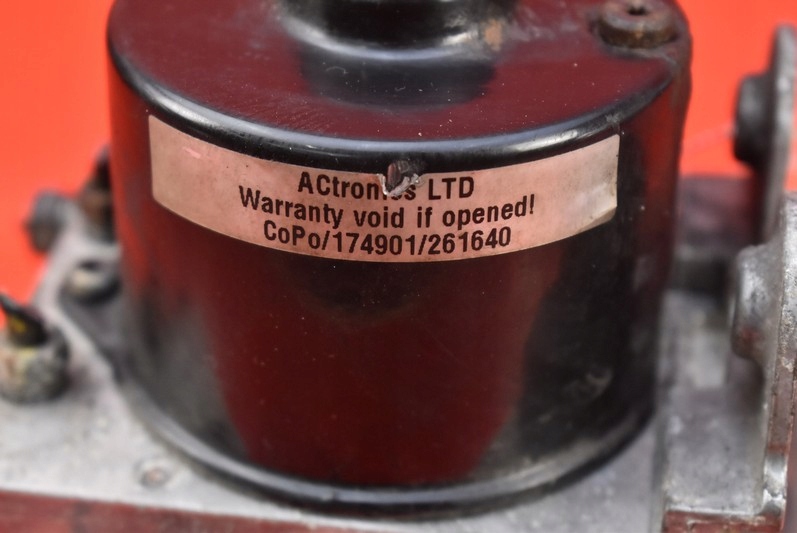 ACtronics LTD
Warranty void if opened!
CoPo/174901/261640